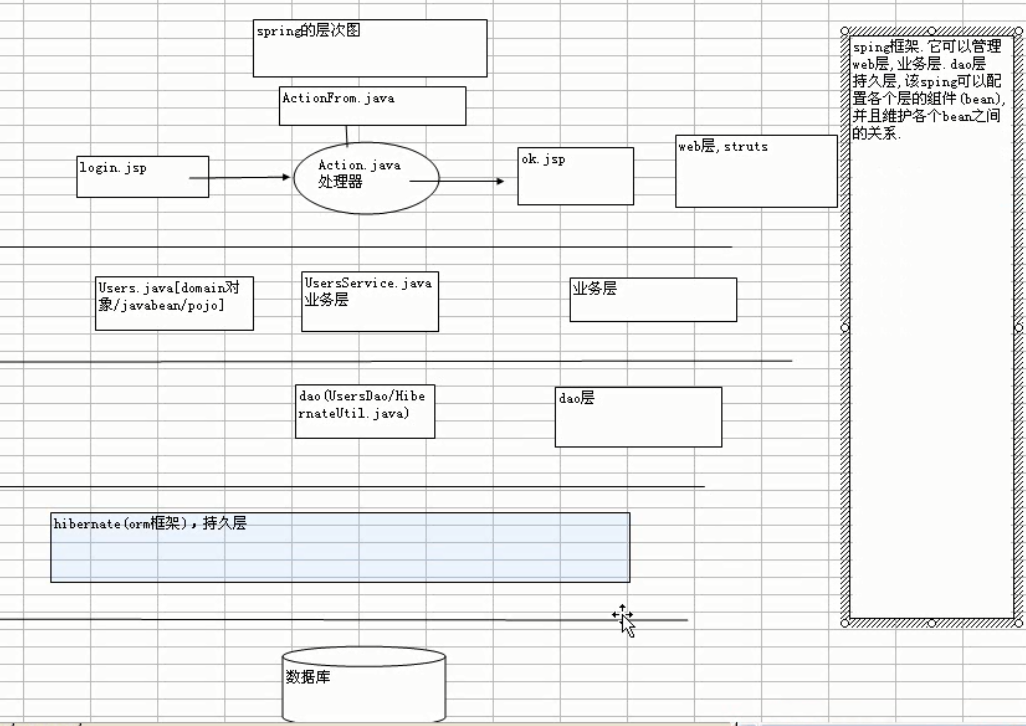 spring的层次图
ActionFrom.java
login.jsp
Action.java
处理器
ok.jsp
web层,struts
sping框架.它可以管理
web层,业务层.dao层
持久层,该sping可以配
置各个层的组件(bean),
并且维护各个bean之间
的关系.
Users.java[domain对
象/javabean/pojo]
UsersService.java
业务层
业务层
dao(UsersDao/Hibe
rnateUtil.java)
dao层
hibernate(orm框架),持久层
数据库